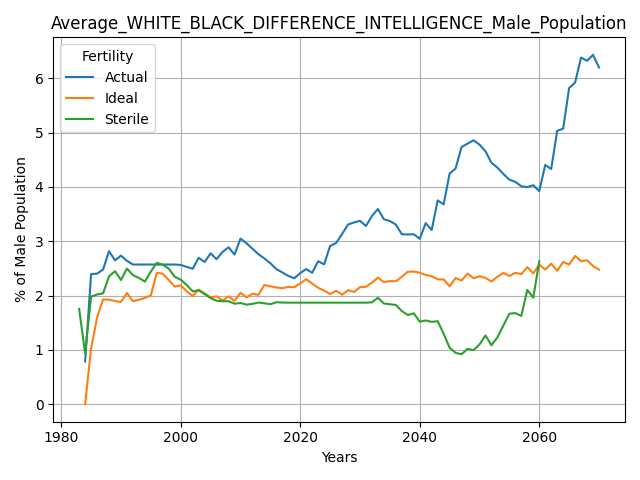 Average_WHITE_BLACK_DIFFERENCE_INTELLIGENCE_Male_Population
Fertility
Actual
Ideal
Sterile
% of Male Population
6
5
4
3
2
1
0
1980
2000
2020
2040
2060
Years